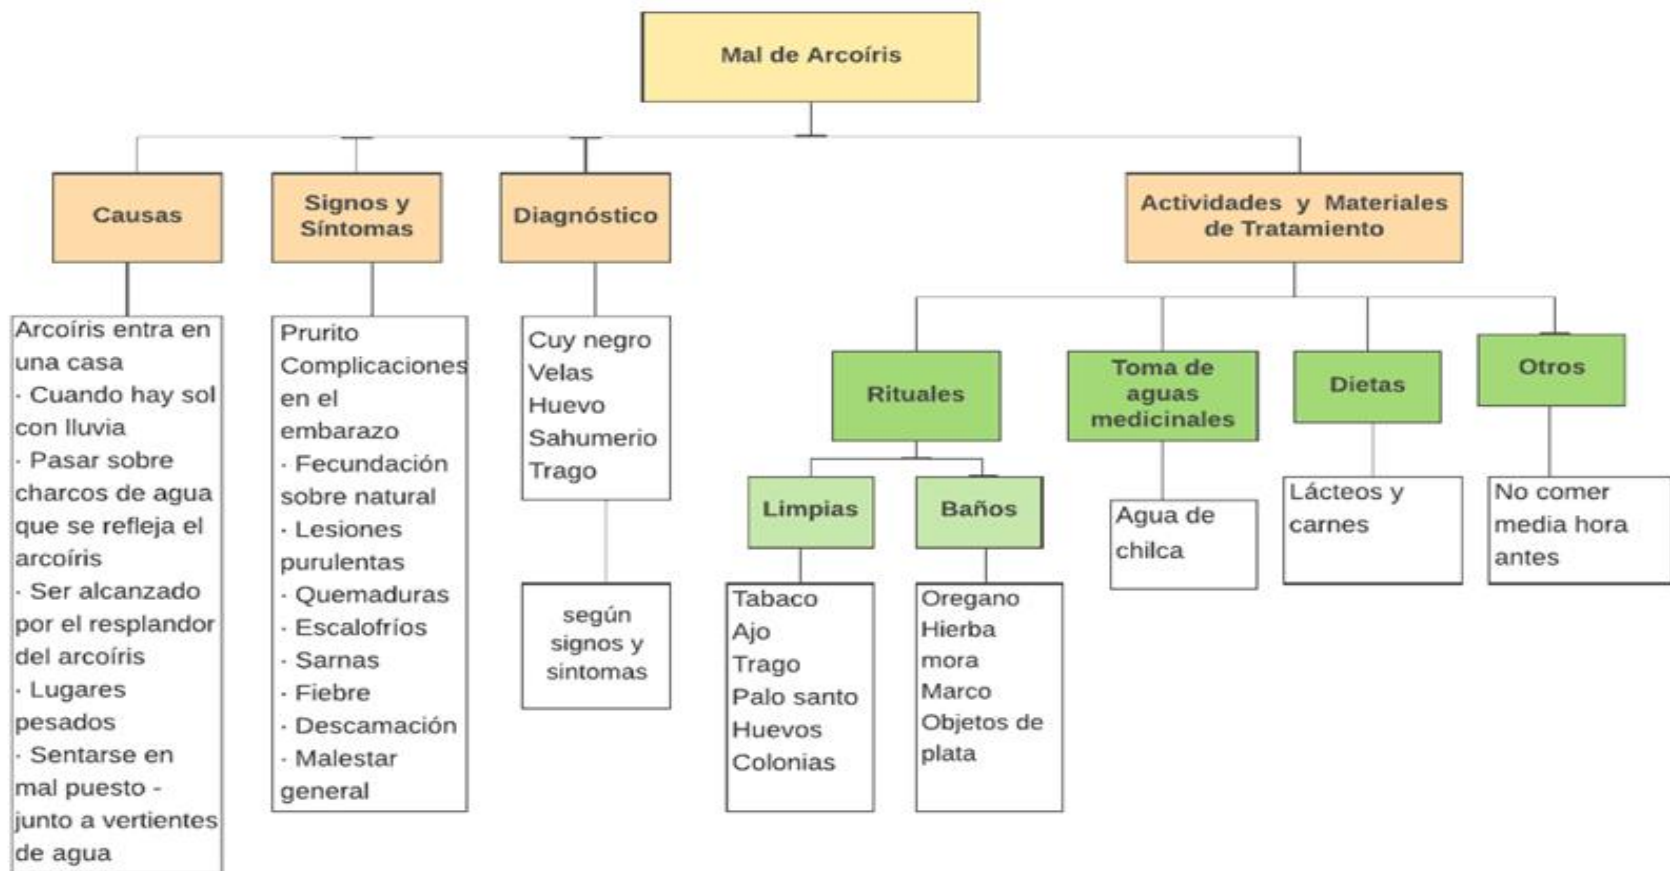 Mal de Arcoíris
Causas
Signos y
Síntomas
Diagnóstico
Actividades y Materiales
de Tratamiento
Arcoíris entra en
una casa
· Cuando hay sol
con lluvia
· Pasar sobre
charcos de agua
que se refleja el
arcoíris
· Ser alcanzado
por el resplandor
del arcoíris
· Lugares
pesados
· Sentarse en
mal puesto -
junto a vertientes
de agua
Prurito
Complicaciones
en el
embarazo
· Fecundación
sobre natural
· Lesiones
purulentas
· Quemaduras
· Escalofríos
· Sarnas
· Fiebre
· Descamación
· Malestar
general
Cuy negro
Velas
Huevo
Sahumerio
Trago
según
signos y
sintomas
Rituales
Limpias
Tabaco
Ajo
Trago
Palo santo
Huevos
Colonias
Baños
Oregano
Hierba
mora
Marco
Objetos de
plata
Toma de
aguas
medicinales
Agua de
chilca
Dietas
Lácteos y
carnes
Otros
No comer
media hora
antes